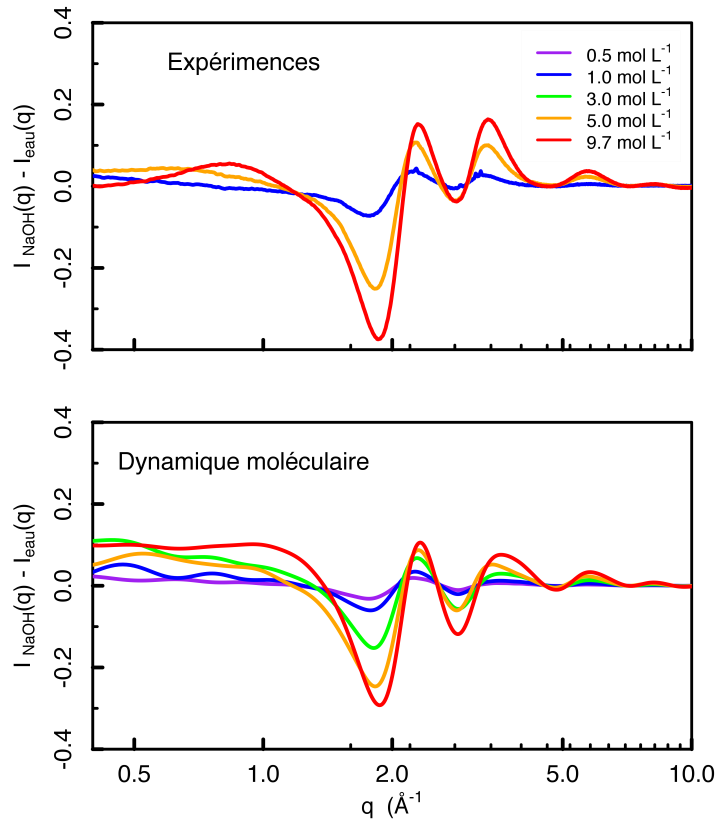 0.4
0.2
0.0
-0.2
-0.4
I NaOH(q) - Ieau(q)
Expérimences
0.5 mol L-1
1.0 mol L-1
3.0 mol L-1
5.0 mol L-1
9.7 mol L-1
0.4
0.2
0.0
-0.2
-0.4
I NaOH(q) - Ieau(q)
Dynamique moléculaire
0.5 1.0 2.0 5.0 10.0
q (Å-1